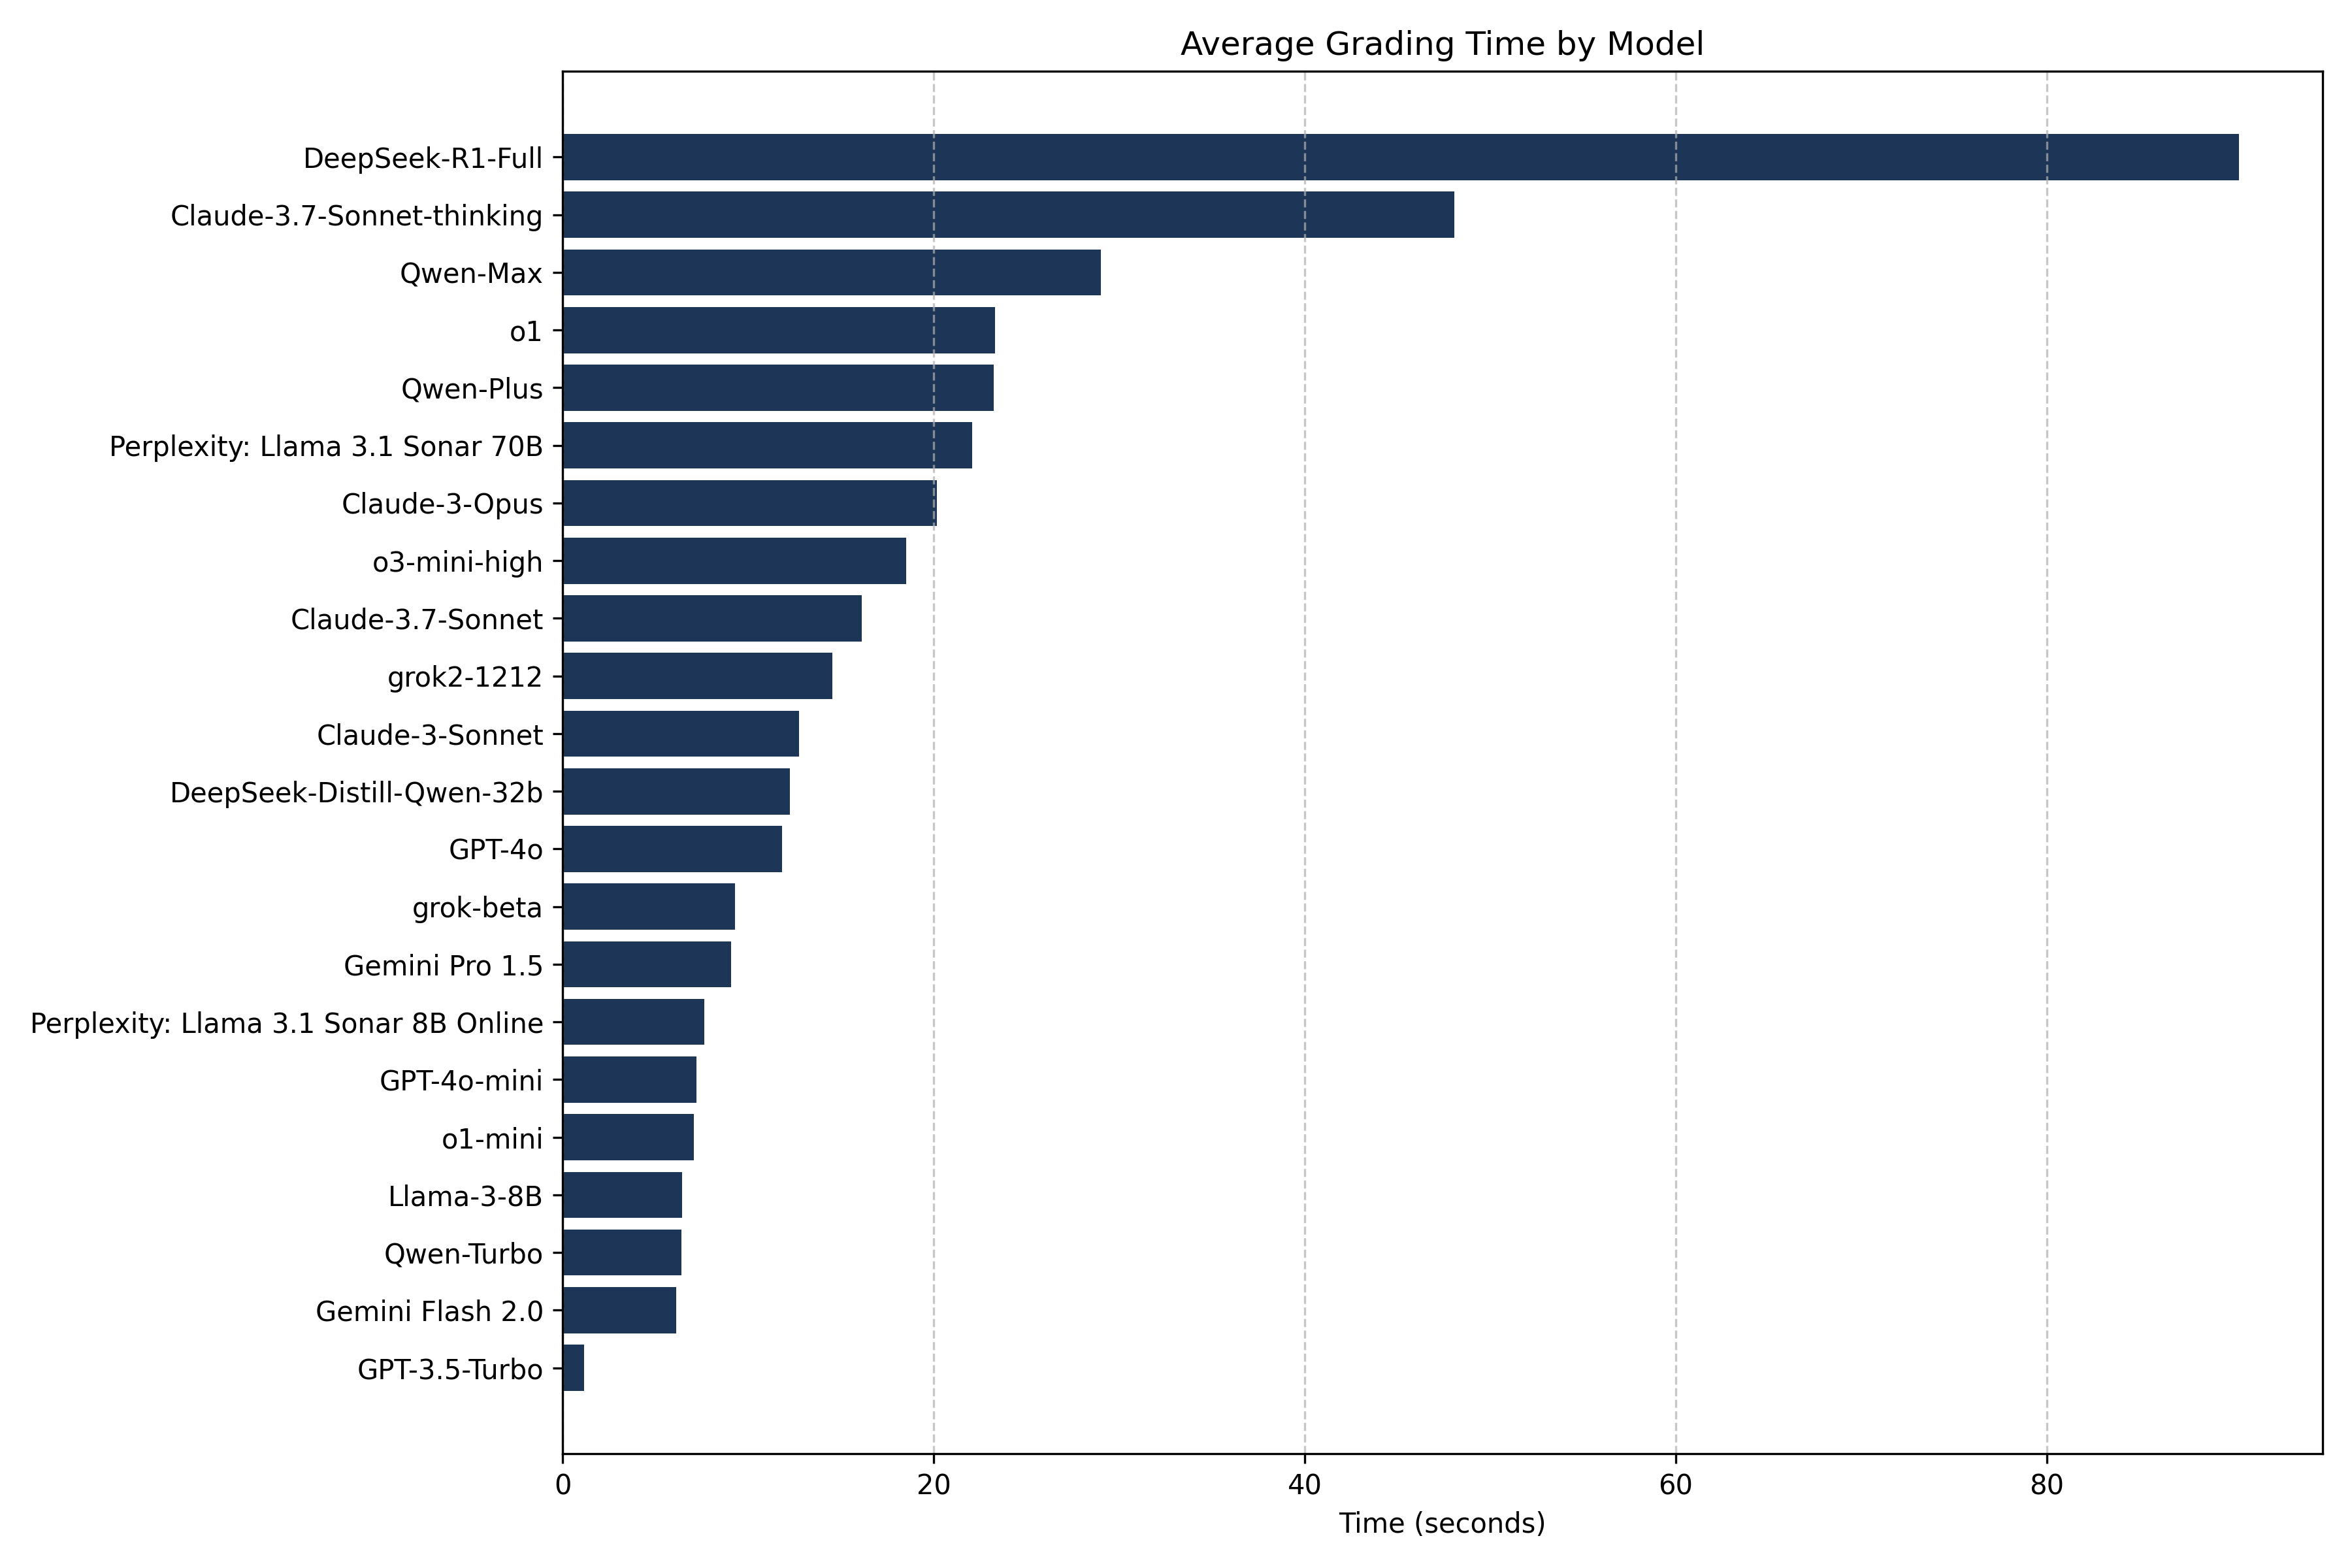 Average Grading Time by Model
DeepSeek-R1-Full
Claude-3.7-Sonnet-thinking
Qwen-Max
o1
Qwen-Plus
Perplexity: Llama 3.1 Sonar 70B
Claude-3-Opus
o3-mini-high
Claude-3.7-Sonnet
grok2-1212
Claude-3-Sonnet
DeepSeek-Distill-Qwen-32b
GPT-4o
grok-beta
Gemini Pro 1.5
Perplexity: Llama 3.1 Sonar 8B Online
GPT-4o-mini
o1-mini
Llama-3-8B
Qwen-Turbo
Gemini Flash 2.0
GPT-3.5-Turbo
0 20 40 60 80
Time (seconds)